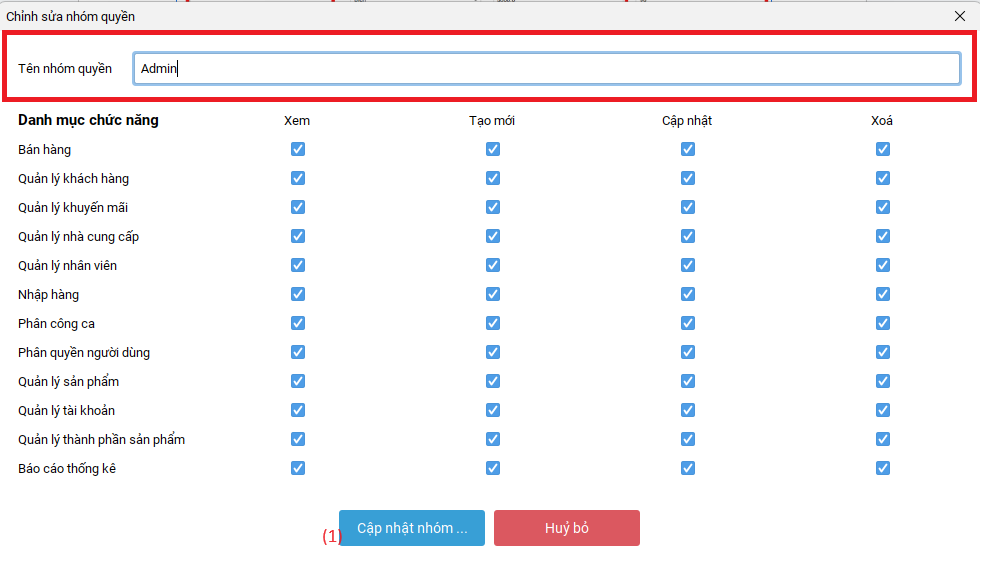 Chỉnh sửa nhóm quyền
Tên nhóm quyền Admin
Danh mục chức năng Xem Tạo mới Cập nhật Xoá
Bán hàng
Quản lý khách hàng
Quản lý khuyến mãi
Quản lý nhà cung cấp
Quản lý nhân viên
Nhập hàng
Phân công ca
Phân quyền người dùng
Quản lý sản phẩm
Quản lý tài khoản
Quản lý thành phần sản phẩm
Báo cáo thống kê
(1) Cập nhật nhóm ... Huỷ bỏ